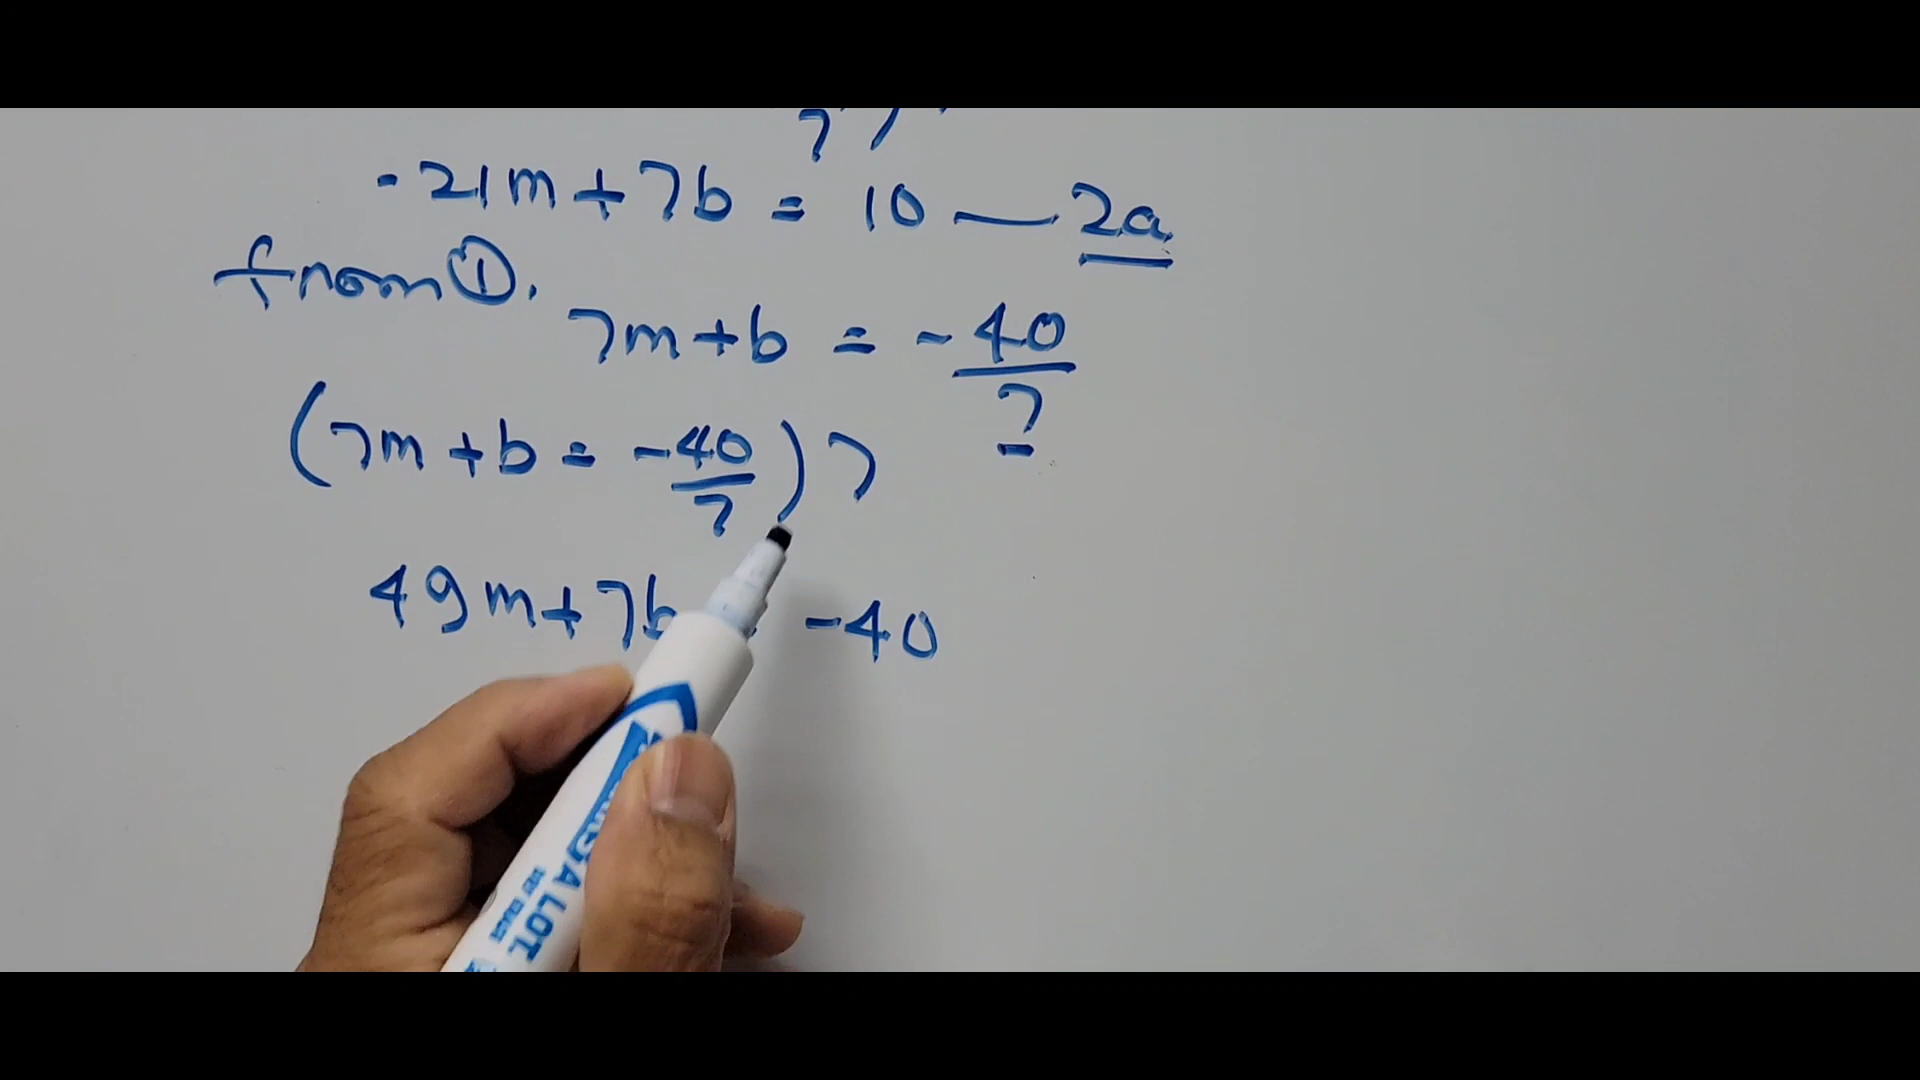 -21m+7b = 10 — 2a
from ①.
7m+b = -40/7
(7m+b = -40/7)7
49m+7b = -40